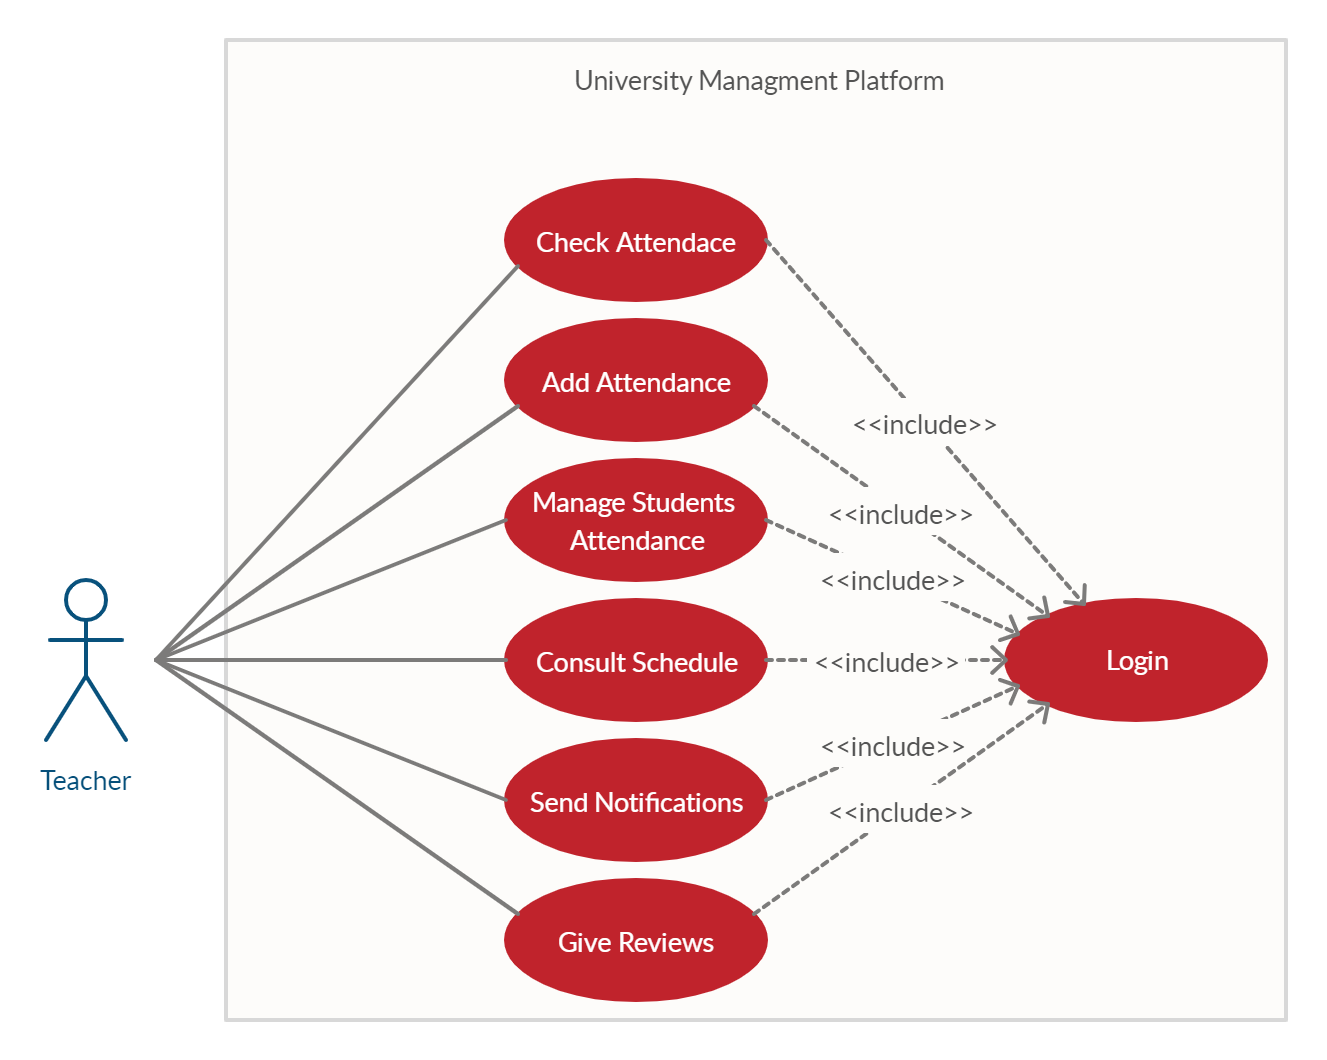 University Managment Platform
Check Attendace
Add Attendance
<<include>>
<<include>>
Manage Students
Attendance
<<include>>
Consult Schedule
<<include>>
Login
Teacher
Send Notifications
<<include>>
<<include>>
Give Reviews